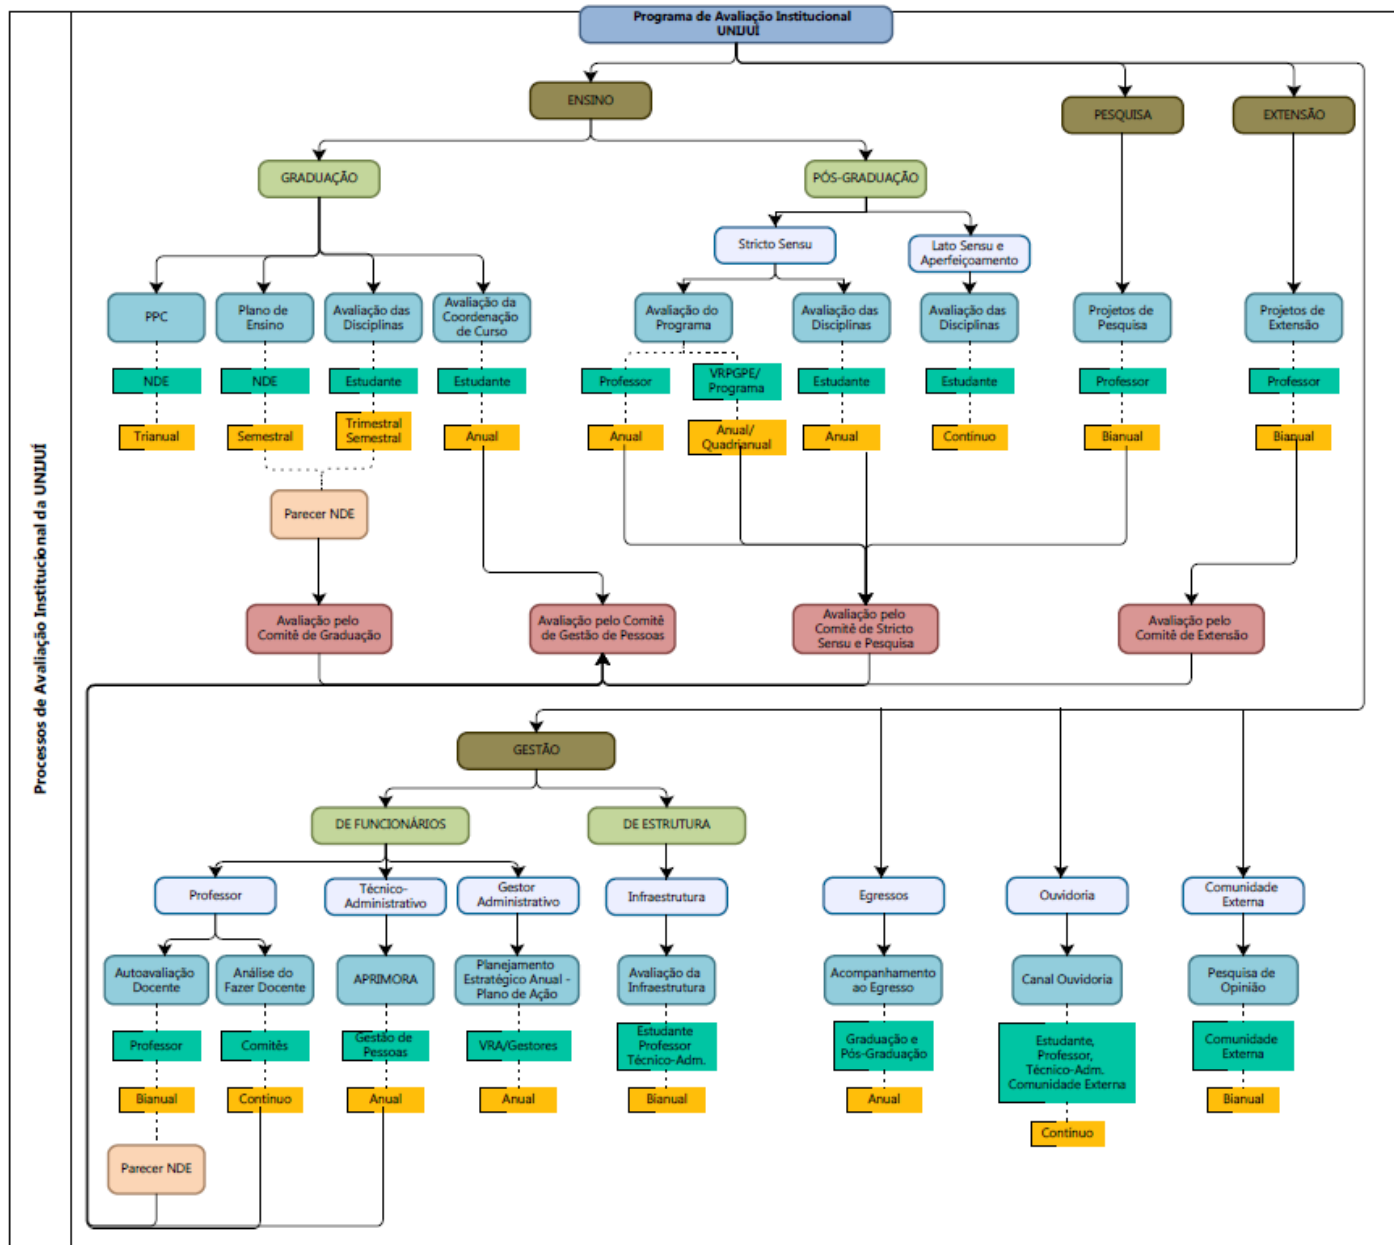 Programa de Avaliação Institucional
UNIJUÍ
Processos de Avaliação Institucional da UNIJUÍ
ENSINO
PESQUISA
EXTENSÃO
GRADUAÇÃO
PÓS-GRADUAÇÃO
Stricto Sensu
Lato Sensu e
Aperfeiçoamento
PPC
Plano de
Ensino
Avaliação das
Disciplinas
Avaliação da
Coordenação
de Curso
Avaliação do
Programa
Avaliação das
Disciplinas
Avaliação das
Disciplinas
Projetos de
Pesquisa
Projetos de
Extensão
NDE
NDE
Estudante
Estudante
Professor
VRPGPE/
Programa
Estudante
Estudante
Professor
Professor
Trianual
Semestral
Trimestral
Semestral
Anual
Anual
Anual/
Quadrianual
Anual
Contínuo
Bianual
Bianual
Parecer NDE
Avaliação pelo
Comitê de Graduação
Avaliação pelo Comitê
de Gestão de Pessoas
Avaliação pelo
Comitê de Stricto
Sensu e Pesquisa
Avaliação pelo
Comitê de Extensão
GESTÃO
DE FUNCIONÁRIOS
DE ESTRUTURA
Professor
Técnico-
Administrativo
Gestor
Administrativo
Infraestrutura
Egressos
Ouvidoria
Comunidade
Externa
Autoavaliação
Docente
Análise do
Fazer Docente
APRIMORA
Planejamento
Estratégico Anual -
Plano de Ação
Avaliação da
Infraestrutura
Acompanhamento
ao Egresso
Canal Ouvidoria
Pesquisa de
Opinião
Professor
Comitês
Gestão de
Pessoas
VRA/Gestores
Estudante
Professor
Técnico-Adm.
Graduação e
Pós-Graduação
Estudante,
Professor,
Técnico-Adm.
Comunidade Externa
Comunidade
Externa
Bianual
Contínuo
Anual
Anual
Bianual
Anual
Contínuo
Bianual
Parecer NDE